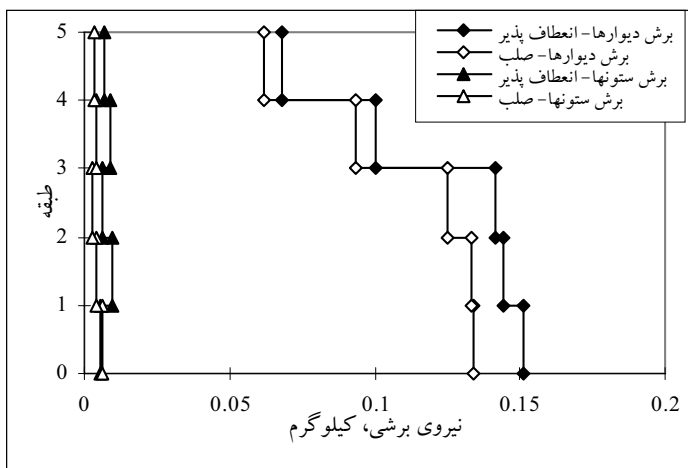 برش دیوارها- انعطاف پذیر
برش دیوارها- صلب
برش ستونها- انعطاف پذیر
برش ستونها- صلب
5
4
3
2
1
0
طبقه
0 0.05 0.1 0.15 0.2
نیروی برشی، کیلوگرم